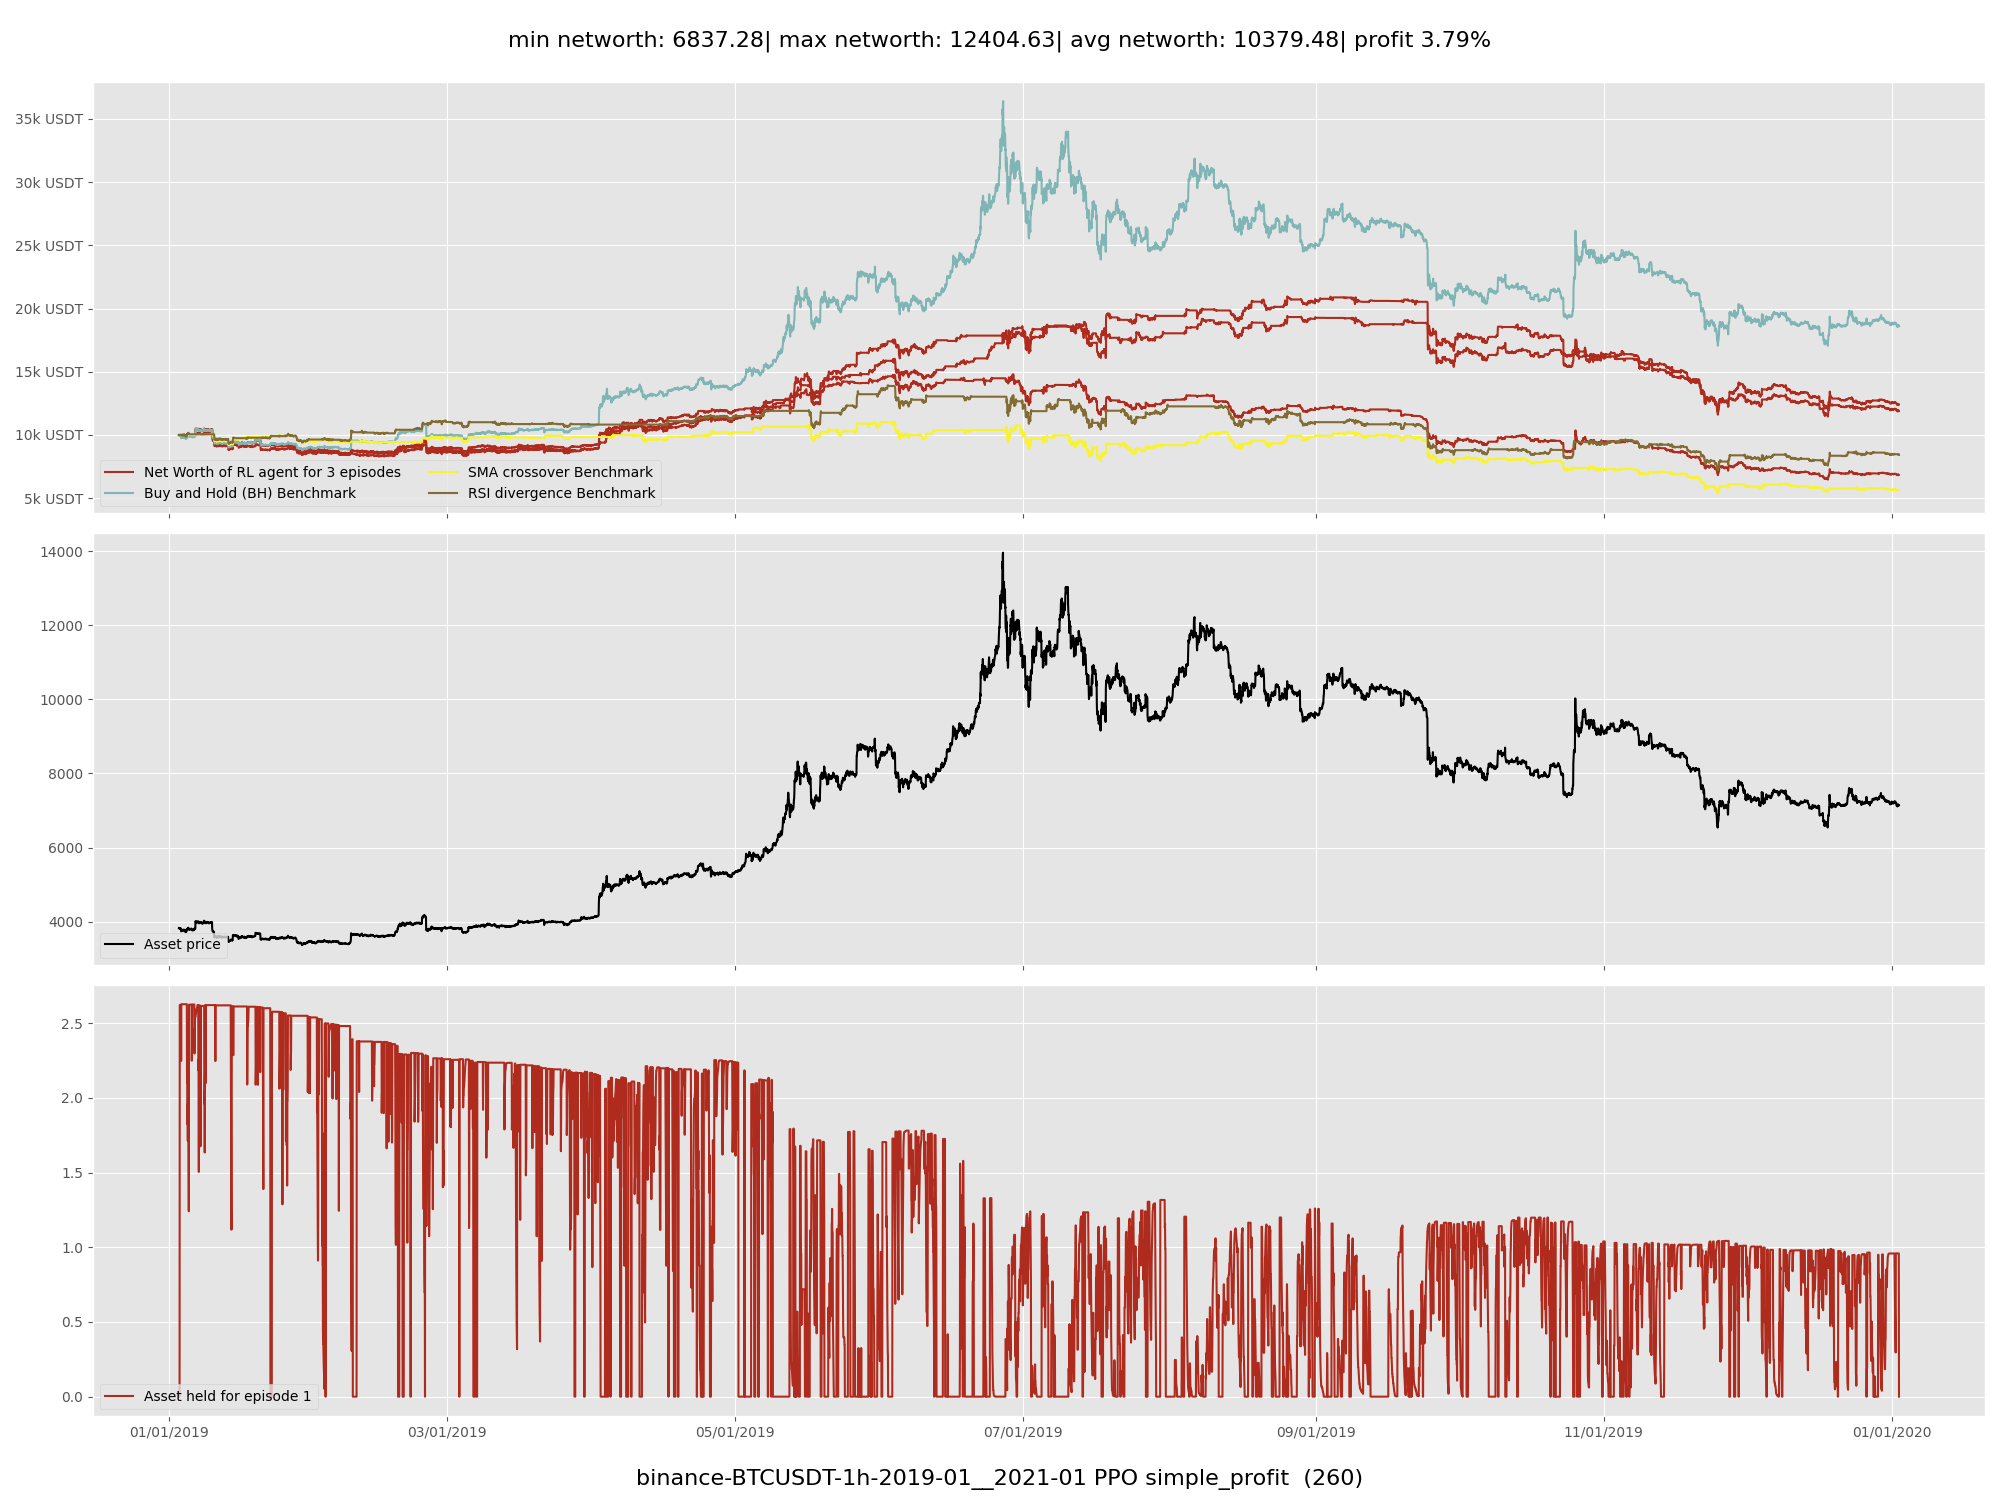 min networth: 6837.28| max networth: 12404.63| avg networth: 10379.48| profit 3.79%
35k USDT
30k USDT
25k USDT
20k USDT
15k USDT
10k USDT
5k USDT
Net Worth of RL agent for 3 episodes
Buy and Hold (BH) Benchmark
SMA crossover Benchmark
RSI divergence Benchmark
14000
12000
10000
8000
6000
4000
Asset price
2.5
2.0
1.5
1.0
0.5
0.0
Asset held for episode 1
01/01/2019
03/01/2019
05/01/2019
07/01/2019
09/01/2019
11/01/2019
01/01/2020
binance-BTCUSDT-1h-2019-01__2021-01 PPO simple_profit  (260)